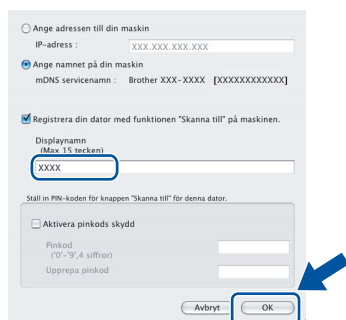 Ange adressen till din maskin
IP-adress : XXX.XXX.XXX.XXX
Ange namnet på din maskin
mDNS servicenamn : Brother XXX-XXXX [XXXXXXXXXXXX]
Registrera din dator med funktionen "Skanna till" på maskinen.
Displaynamn
(Max 15 tecken)
XXXX
Ställ in PIN-koden för knappen "Skanna till" för denna dator.
Aktivera pinkods skydd
Pinkod
('0'-'9',4 siffror)
Upprepa pinkod
Avbryt OK